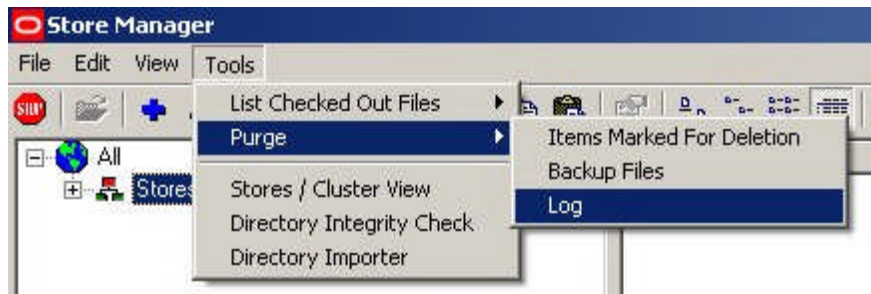 Store Manager
File Edit View Tools
STOP
List Checked Out Files
Purge
Items Marked For Deletion
All
Backup Files
Stores
Stores / Cluster View
Log
Directory Integrity Check
Directory Importer